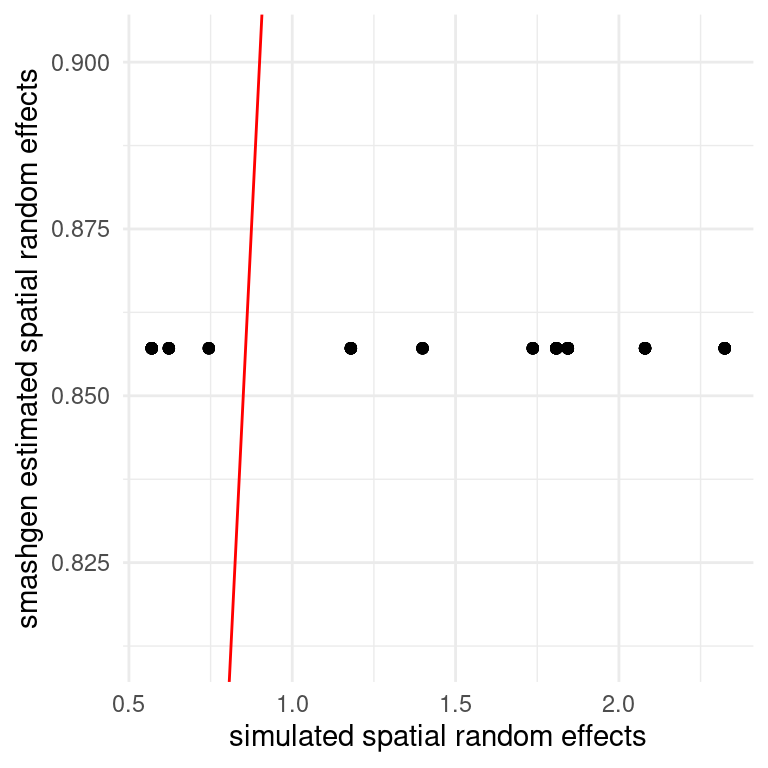 smashgen estimated spatial random effects
0.900
0.875
0.850
0.825
0.5 1.0 1.5 2.0
simulated spatial random effects